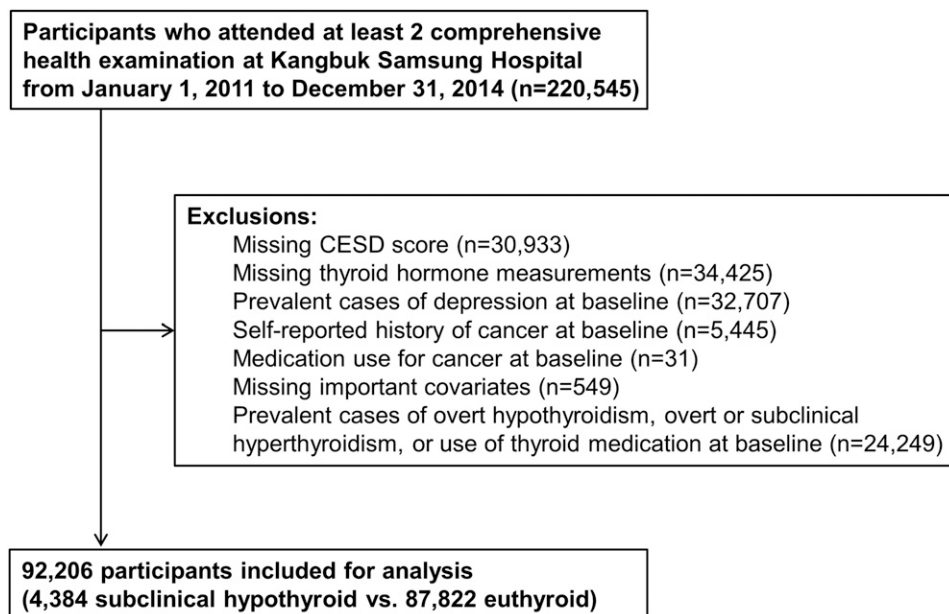 Participants who attended at least 2 comprehensive
health examination at Kangbuk Samsung Hospital
from January 1, 2011 to December 31, 2014 (n=220,545)
Exclusions:
Missing CESD score (n=30,933)
Missing thyroid hormone measurements (n=34,425)
Prevalent cases of depression at baseline (n=32,707)
Self-reported history of cancer at baseline (n=5,445)
Medication use for cancer at baseline (n=31)
Missing important covariates (n=549)
Prevalent cases of overt hypothyroidism, overt or subclinical
hyperthyroidism, or use of thyroid medication at baseline (n=24,249)
92,206 participants included for analysis
(4,384 subclinical hypothyroid vs. 87,822 euthyroid)